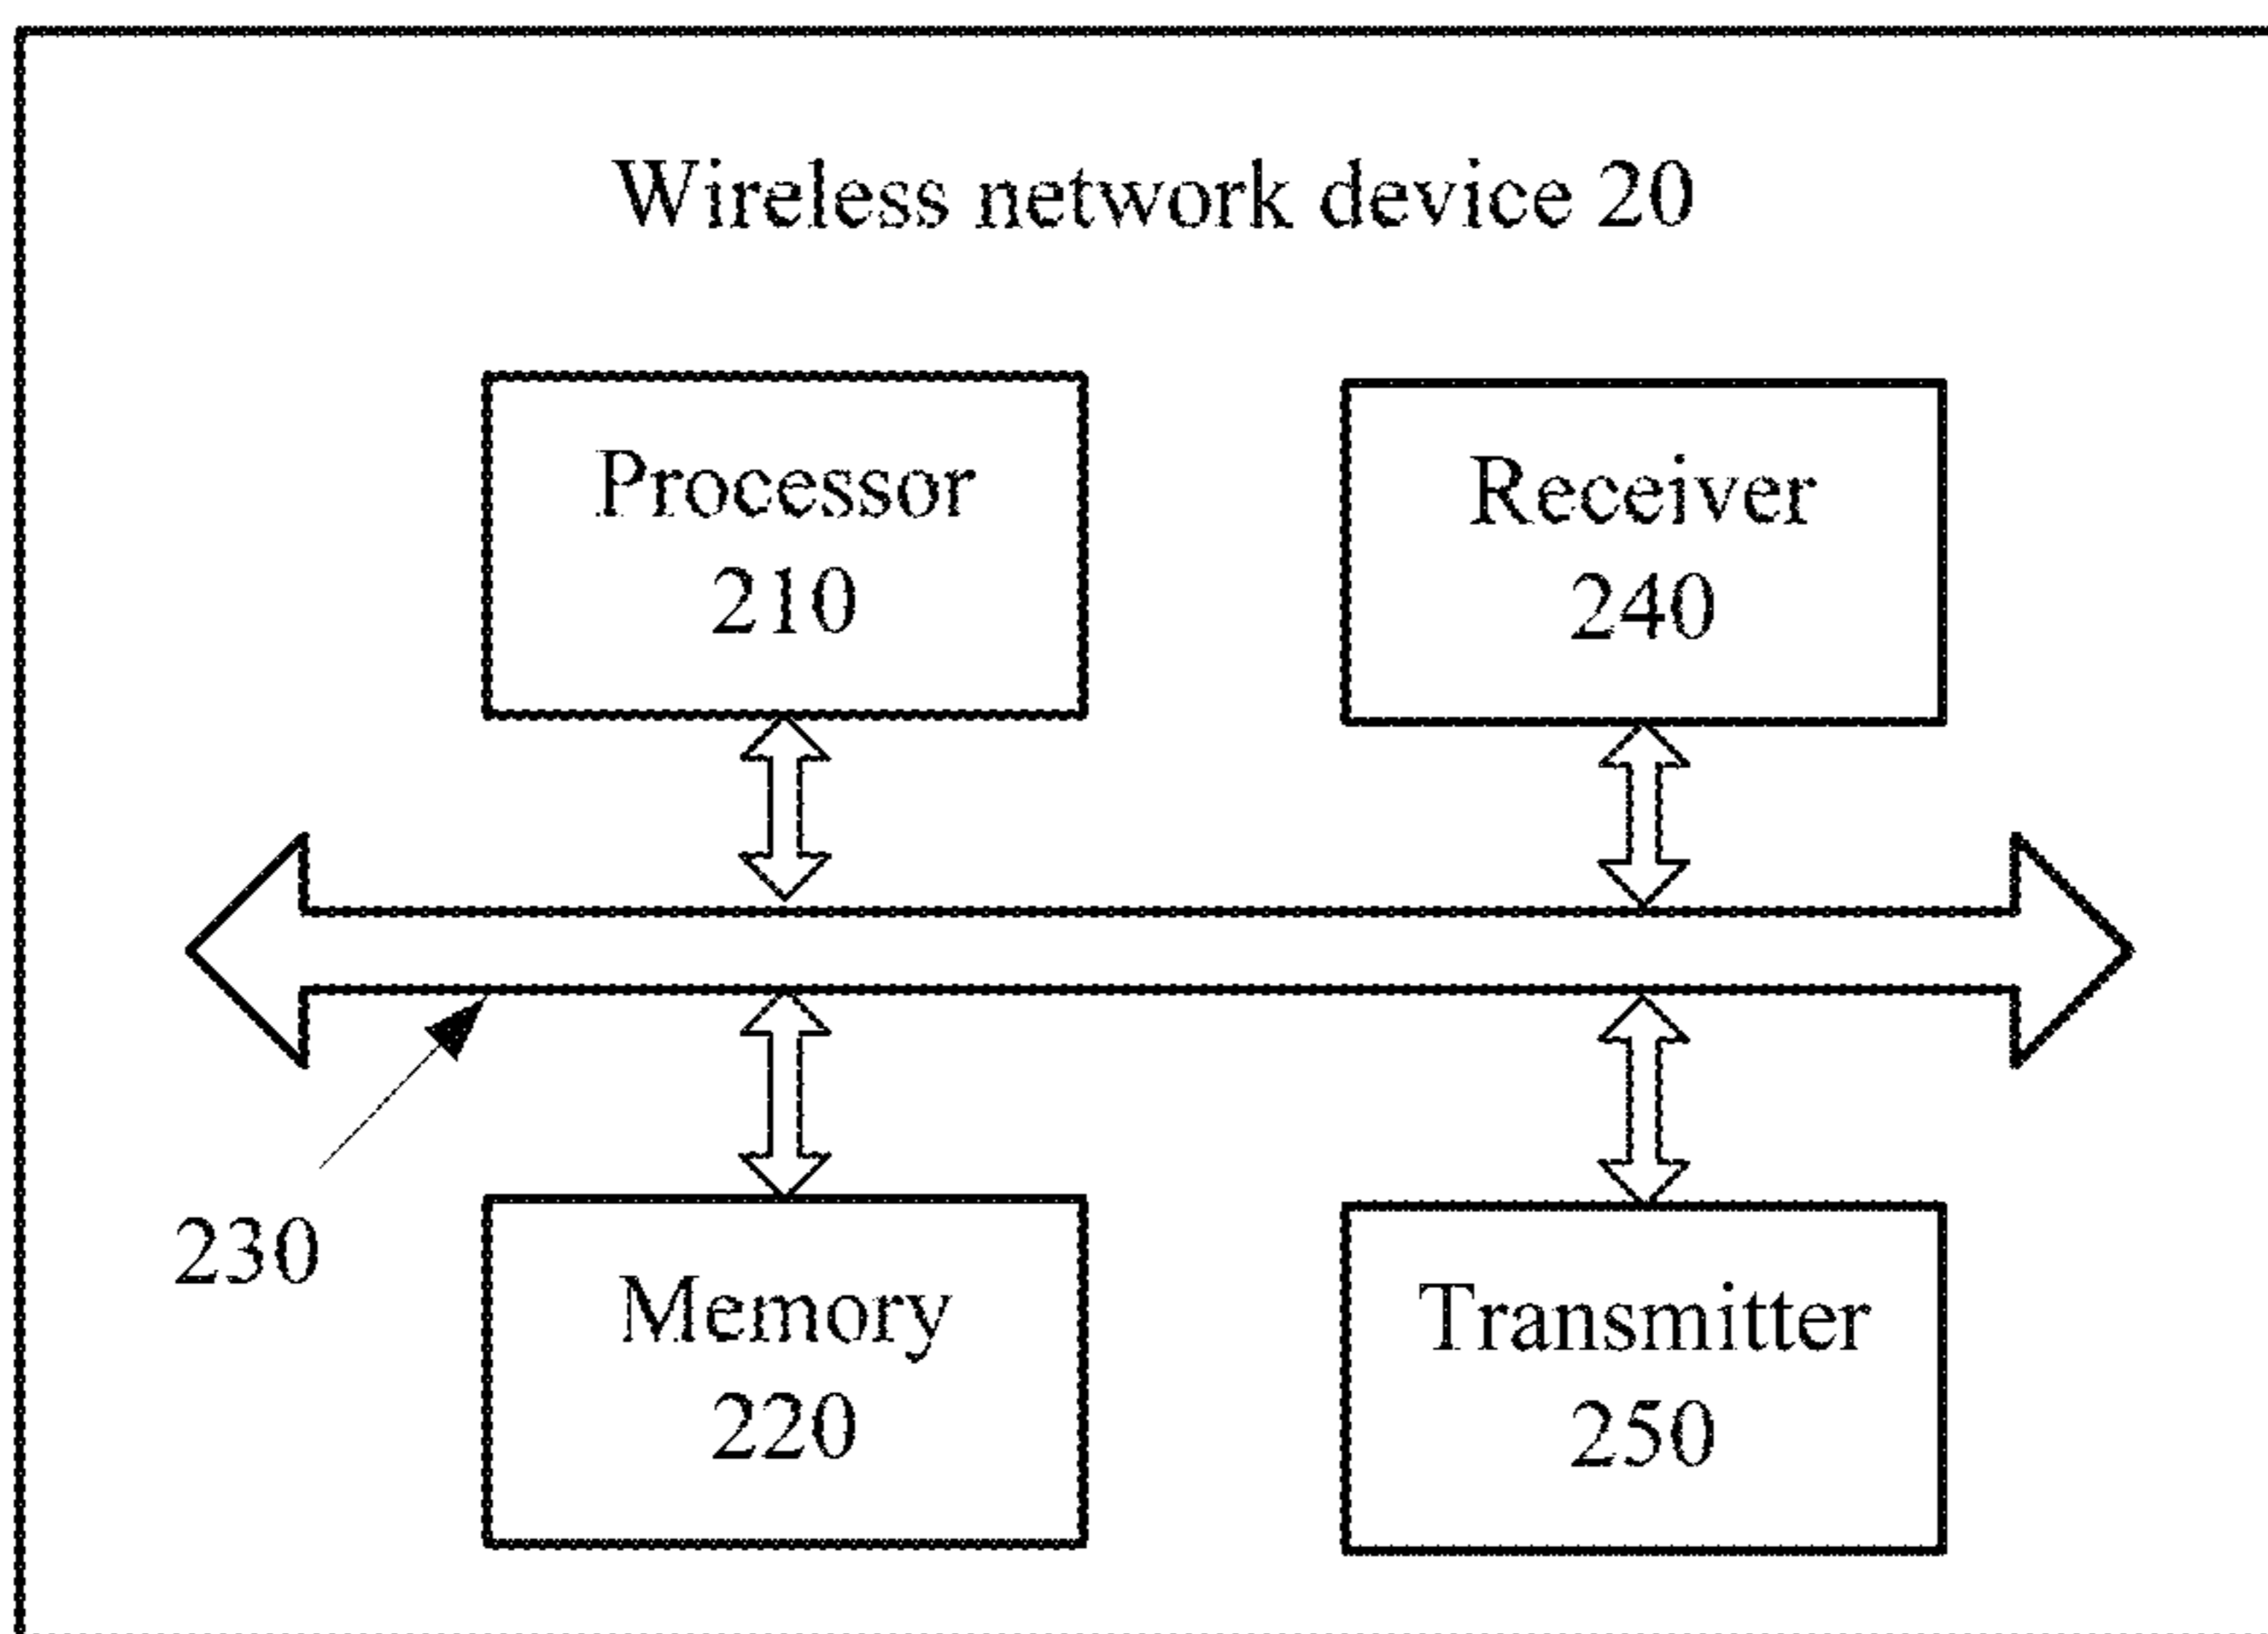 Wireless network device 20
Processor
210
Receiver
240
230
Memory
220
Transmitter
250